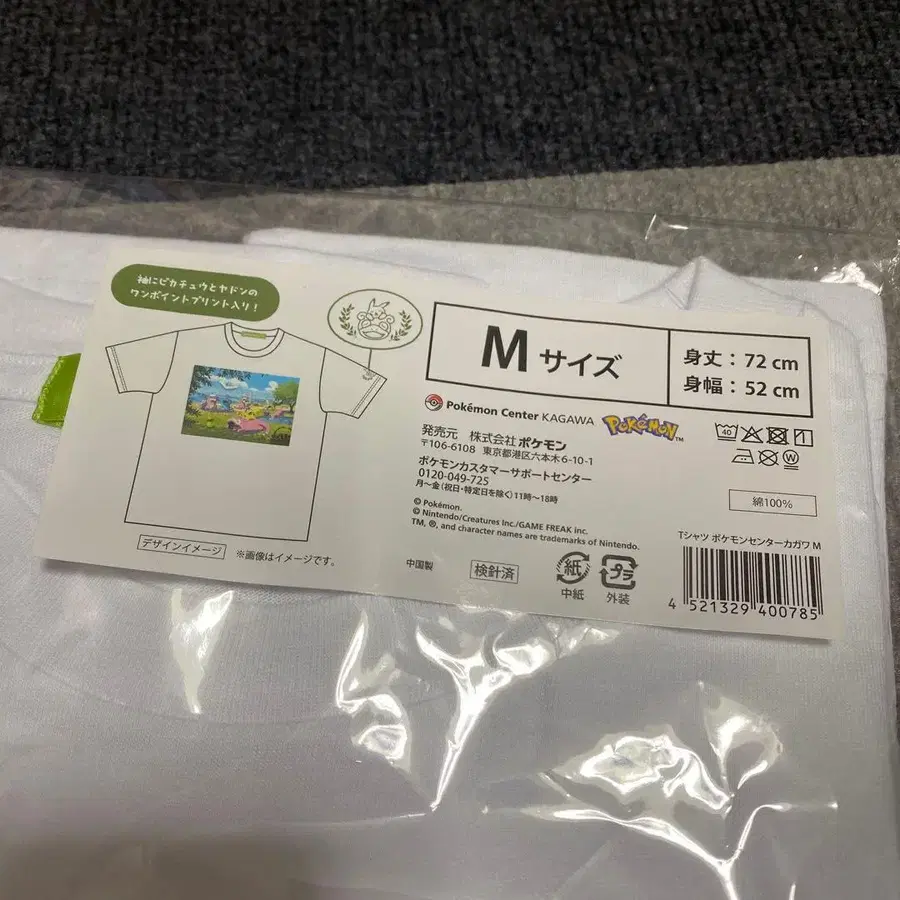 袖にピカチュウとヤドンの
ワンポイントプリント入り！
デザインイメージ
※画像はイメージです。
M サイズ
身丈：72 cm
身幅：52 cm
Pokémon Center KAGAWA
POKéMON™
発売元 株式会社ポケモン
〒106-6108 東京都港区六本木6-10-1
ポケモンカスタマーサポートセンター
0120-049-725
月～金（祝日・特定日を除く）11時～18時
© Pokémon.
© Nintendo/Creatures Inc./GAME FREAK inc.
TM, ®, and character names are trademarks of Nintendo.
中国製
検針済
紙
中紙
プラ
外装
40
W
綿100%
Tシャツ ポケモンセンターカガワ M
4 521329 400785